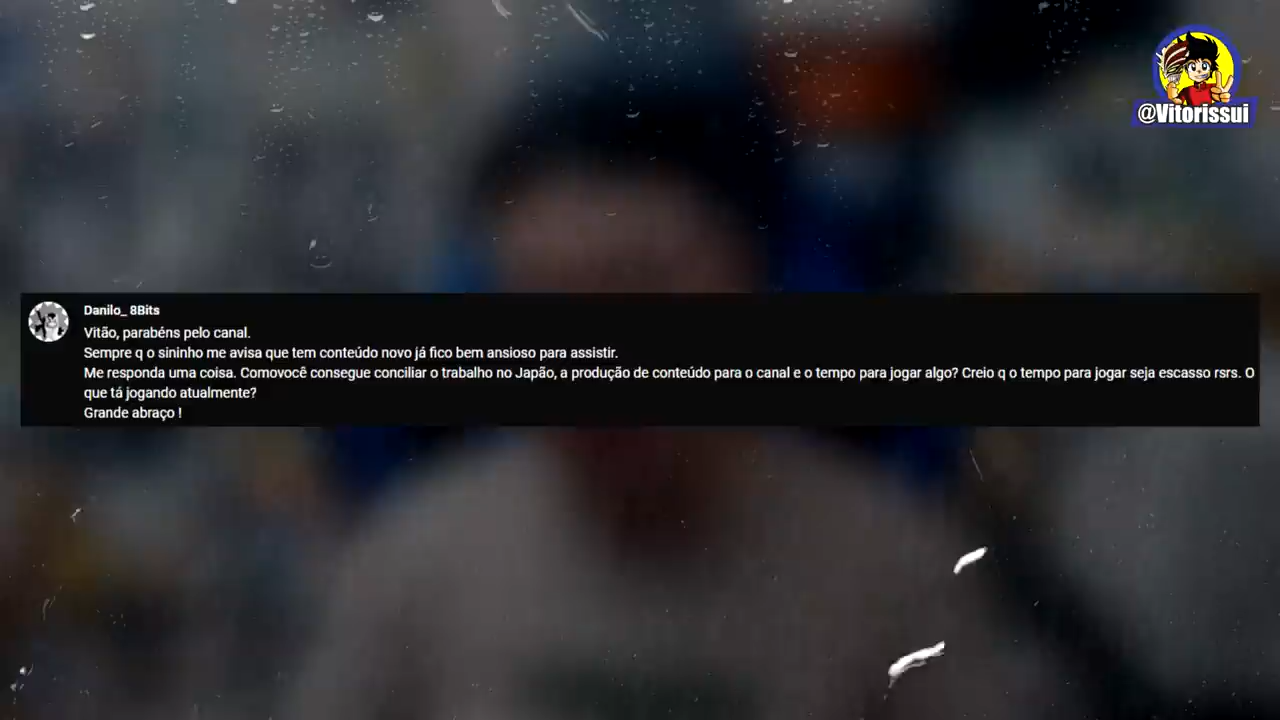 @Vitorissui
Danilo_ 8Bits
Vitão, parabéns pelo canal.
Sempre q o sininho me avisa que tem conteúdo novo já fico bem ansioso para assistir.
Me responda uma coisa. Comovocê consegue conciliar o trabalho no Japão, a produção de conteúdo para o canal e o tempo para jogar algo? Creio q o tempo para jogar seja escasso rsrs. O
que tá jogando atualmente?
Grande abraço !